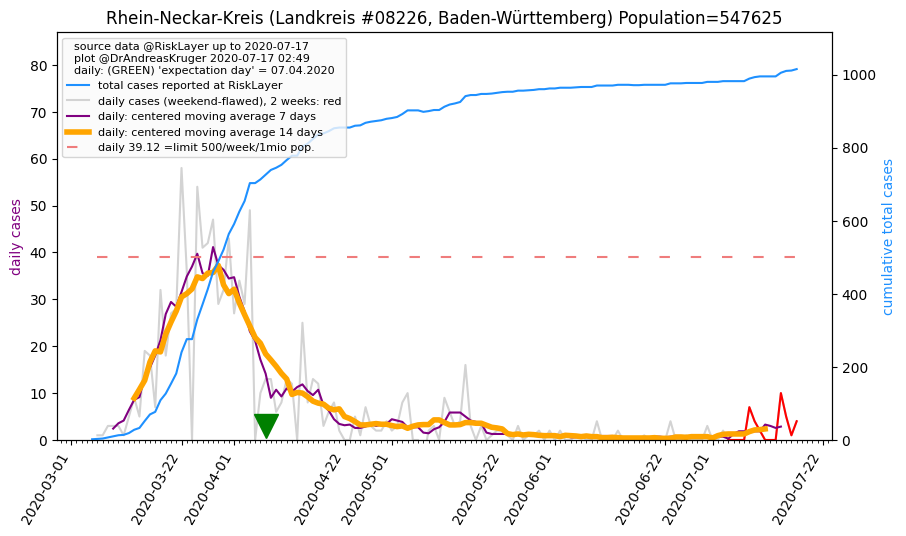 Rhein-Neckar-Kreis (Landkreis #08226, Baden-Württemberg) Population=547625
source data @RiskLayer up to 2020-07-17
plot @DrAndreasKruger 2020-07-17 02:49
daily: (GREEN) 'expectation day' = 07.04.2020
total cases reported at RiskLayer
daily cases (weekend-flawed), 2 weeks: red
daily: centered moving average 7 days
daily: centered moving average 14 days
daily 39.12 =limit 500/week/1mio pop.
daily cases
80
70
60
50
40
30
20
10
0
cumulative total cases
1000
800
600
400
200
0
2020-03-01
2020-03-22
2020-04-01
2020-04-22
2020-05-01
2020-05-22
2020-06-01
2020-06-22
2020-07-01
2020-07-22